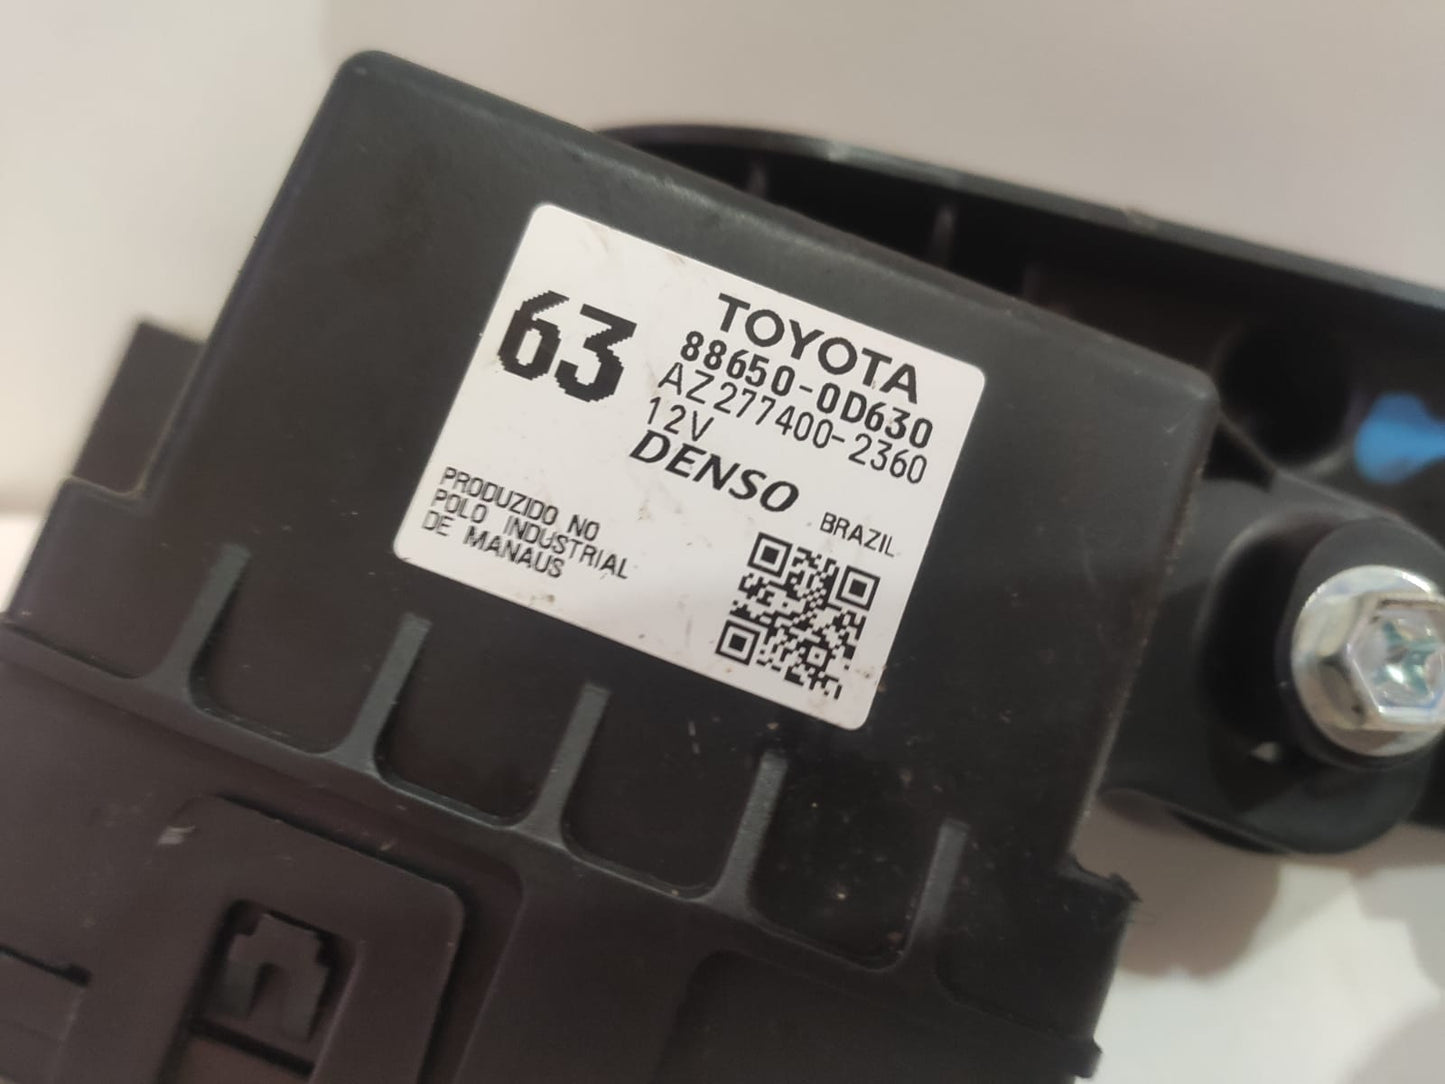 63
TOYOTA
88650-0D630
AZ277400-2360
12V
DENSO
BRAZIL
PRODUZIDO NO
POLO INDUSTRIAL
DE MANAUS